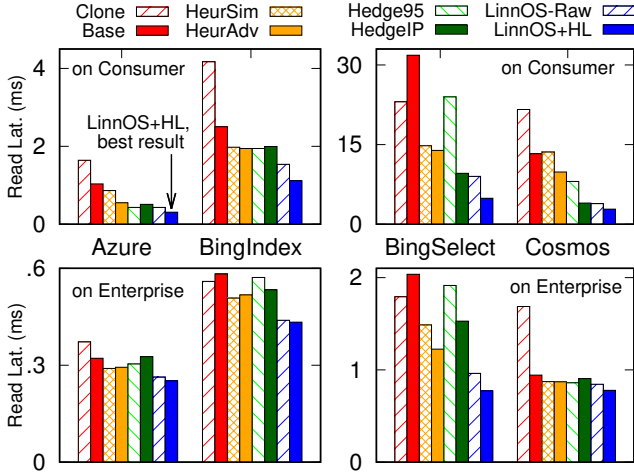 Clone HeurSim Hedge95 LinnOS-Raw
Base HeurAdv HedgeIP LinnOS+HL
Read Lat. (ms)
4
2
0
on Consumer
LinnOS+HL,
best result
30
15
0
on Consumer
Azure BingIndex BingSelect Cosmos
Read Lat. (ms)
.6
.3
0
on Enterprise
2
1
0
on Enterprise